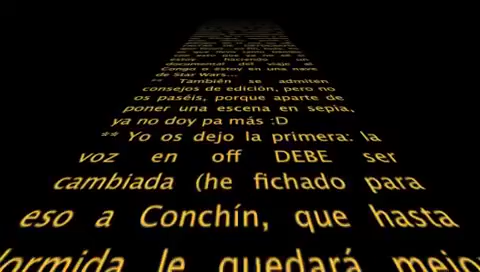 estoy haciendo un
documental del viaje al
Congo o estoy en una nave
de Star Wars...
** También se admiten
consejos de edición, pero no
os paséis, porque aparte de
poner una escena en sepia,
ya no doy pa más :D
** Yo os dejo la primera: la
voz en off DEBE ser
cambiada (he fichado para
eso a Conchín, que hasta
dormida le quedará mejor